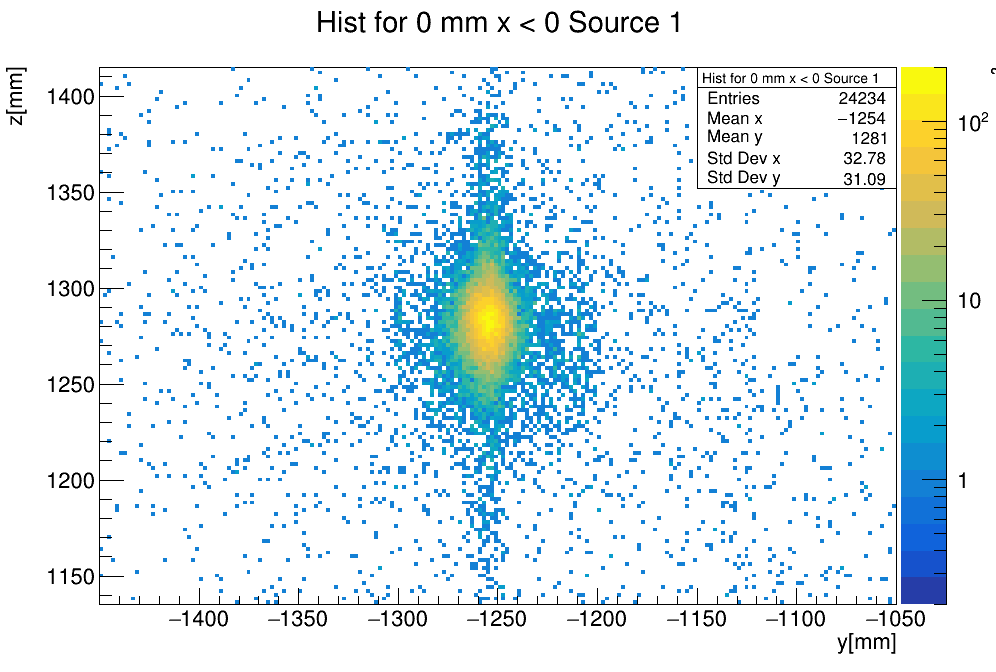 Hist for 0 mm x < 0 Source 1
z[mm]
Hist for 0 mm x < 0 Source 1
Entries 24234
Mean x −1254
Mean y 1281
Std Dev x 32.78
Std Dev y 31.09
1400
1350
1300
1250
1200
1150
−1400 −1350 −1300 −1250 −1200 −1150 −1100 −1050
y[mm]
10²
10
1